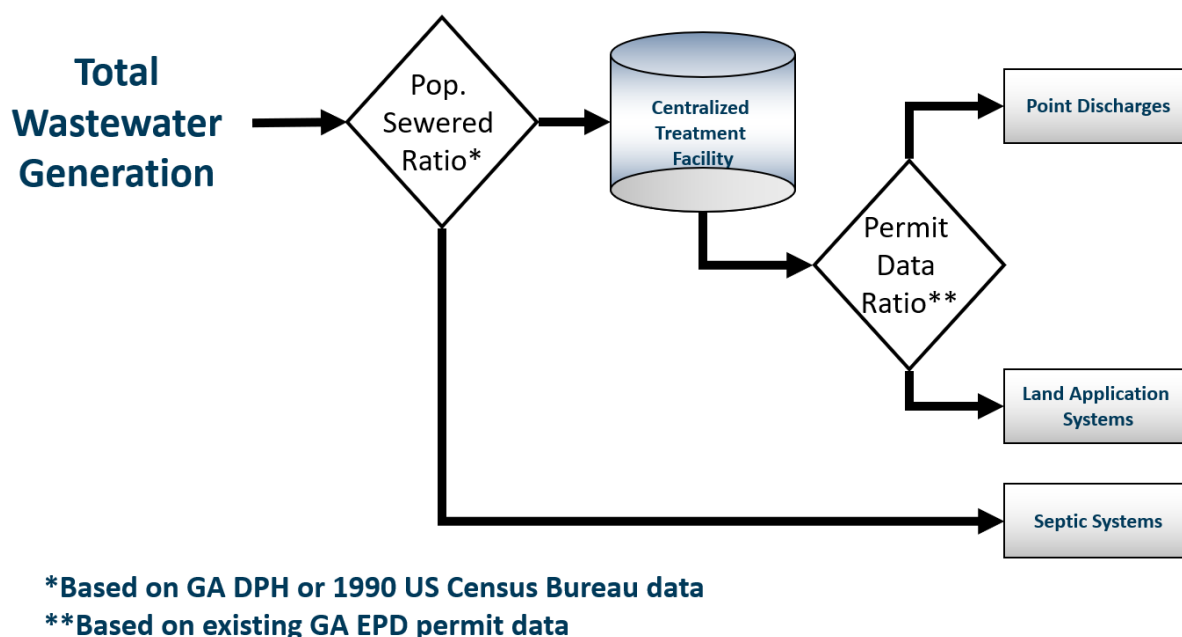 Total
Wastewater
Generation
Pop.
Sewered
Ratio*
Centralized
Treatment
Facility
Point Discharges
Permit
Data
Ratio**
Land Application
Systems
Septic Systems
*Based on GA DPH or 1990 US Census Bureau data
**Based on existing GA EPD permit data